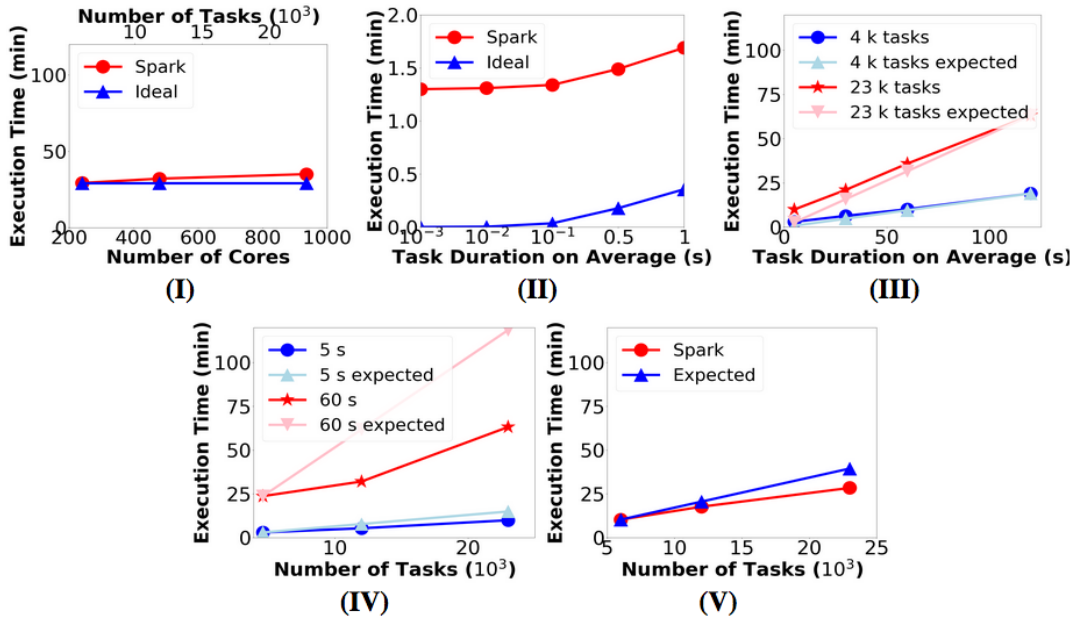 Number of Tasks (10³)
10 20
Execution Time (min)
100
50
0
Spark
Ideal
200 400 600 800 1000
Number of Cores
(I)
Execution Time (min)
2.0
1.5
1.0
0.5
0.0
Spark
Ideal
10⁻³ 10⁻² 10⁻¹ 0.5 1
Task Duration on Average (s)
(II)
Execution Time (min)
100
75
50
25
0
4 k tasks
4 k tasks expected
23 k tasks
23 k tasks expected
0 50 100
Task Duration on Average (s)
(III)
Execution Time (min)
100
75
50
25
0
5 s
5 s expected
60 s
60 s expected
10 20
Number of Tasks (10³)
(IV)
Execution Time (min)
100
75
50
25
0
Spark
Expected
5 10 15 20 25
Number of Tasks (10³)
(V)